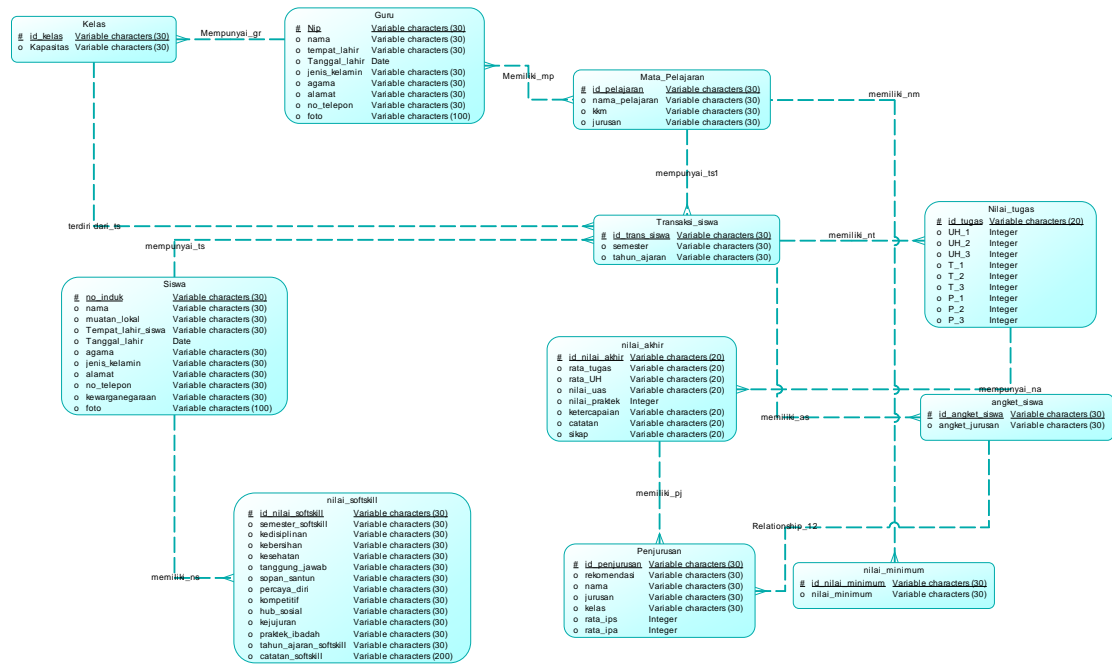 Kelas
# id_kelas Variable characters (30)
o Kapasitas Variable characters (30)
Mempunyai_gr
Guru
# Nip Variable characters (30)
o nama Variable characters (30)
o tempat_lahir Variable characters (30)
o Tanggal_lahir Date
o jenis_kelamin Variable characters (30)
o agama Variable characters (30)
o alamat Variable characters (30)
o no_telepon Variable characters (30)
o foto Variable characters (100)
Memiliki_mp
Mata_Pelajaran
# id_pelajaran Variable characters (30)
o nama_pelajaran Variable characters (30)
o kkm Variable characters (30)
o jurusan Variable characters (30)
memiliki_nm
mempunyai_ts1
terdiri dari_ts
mempunyai_ts
Transaksi_siswa
# id_trans_siswa Variable characters (30)
o semester Variable characters (30)
o tahun_ajaran Variable characters (30)
memiliki_nt
Nilai_tugas
# id_tugas Variable characters (20)
o UH_1 Integer
o UH_2 Integer
o UH_3 Integer
o T_1 Integer
o T_2 Integer
o T_3 Integer
o P_1 Integer
o P_2 Integer
o P_3 Integer
Siswa
# no_induk Variable characters (30)
o nama Variable characters (30)
o muatan_lokal Variable characters (30)
o Tempat_lahir_siswa Variable characters (30)
o Tanggal_lahir Date
o agama Variable characters (30)
o jenis_kelamin Variable characters (30)
o alamat Variable characters (30)
o no_telepon Variable characters (30)
o kewarganegaraan Variable characters (30)
o foto Variable characters (100)
nilai_akhir
# id_nilai_akhir Variable characters (20)
o rata_tugas Variable characters (20)
o rata_UH Variable characters (20)
o nilai_uas Variable characters (20)
o nilai_praktek Integer
o ketercapaian Variable characters (20)
o catatan Variable characters (20)
o sikap Variable characters (20)
mempunyai_na
memiliki_as
angket_siswa
# id_angket_siswa Variable characters (30)
o angket_jurusan Variable characters (30)
memiliki_pj
Relationship_12
memiliki_ns
nilai_softskill
# id_nilai_softskill Variable characters (30)
o semester_softskill Variable characters (30)
o kedisiplinan Variable characters (30)
o kebersihan Variable characters (30)
o kesehatan Variable characters (30)
o tanggung_jawab Variable characters (30)
o sopan_santun Variable characters (30)
o percaya_diri Variable characters (30)
o kompetitif Variable characters (30)
o hub_sosial Variable characters (30)
o kejujuran Variable characters (30)
o praktek_ibadah Variable characters (30)
o tahun_ajaran_softskill Variable characters (30)
o catatan_softskill Variable characters (200)
Penjurusan
# id_penjurusan Variable characters (30)
o rekomendasi Variable characters (30)
o nama Variable characters (30)
o jurusan Variable characters (30)
o kelas Variable characters (30)
o rata_ips Integer
o rata_ipa Integer
nilai_minimum
# id_nilai_minimum Variable characters (30)
o nilai_minimum Variable characters (30)